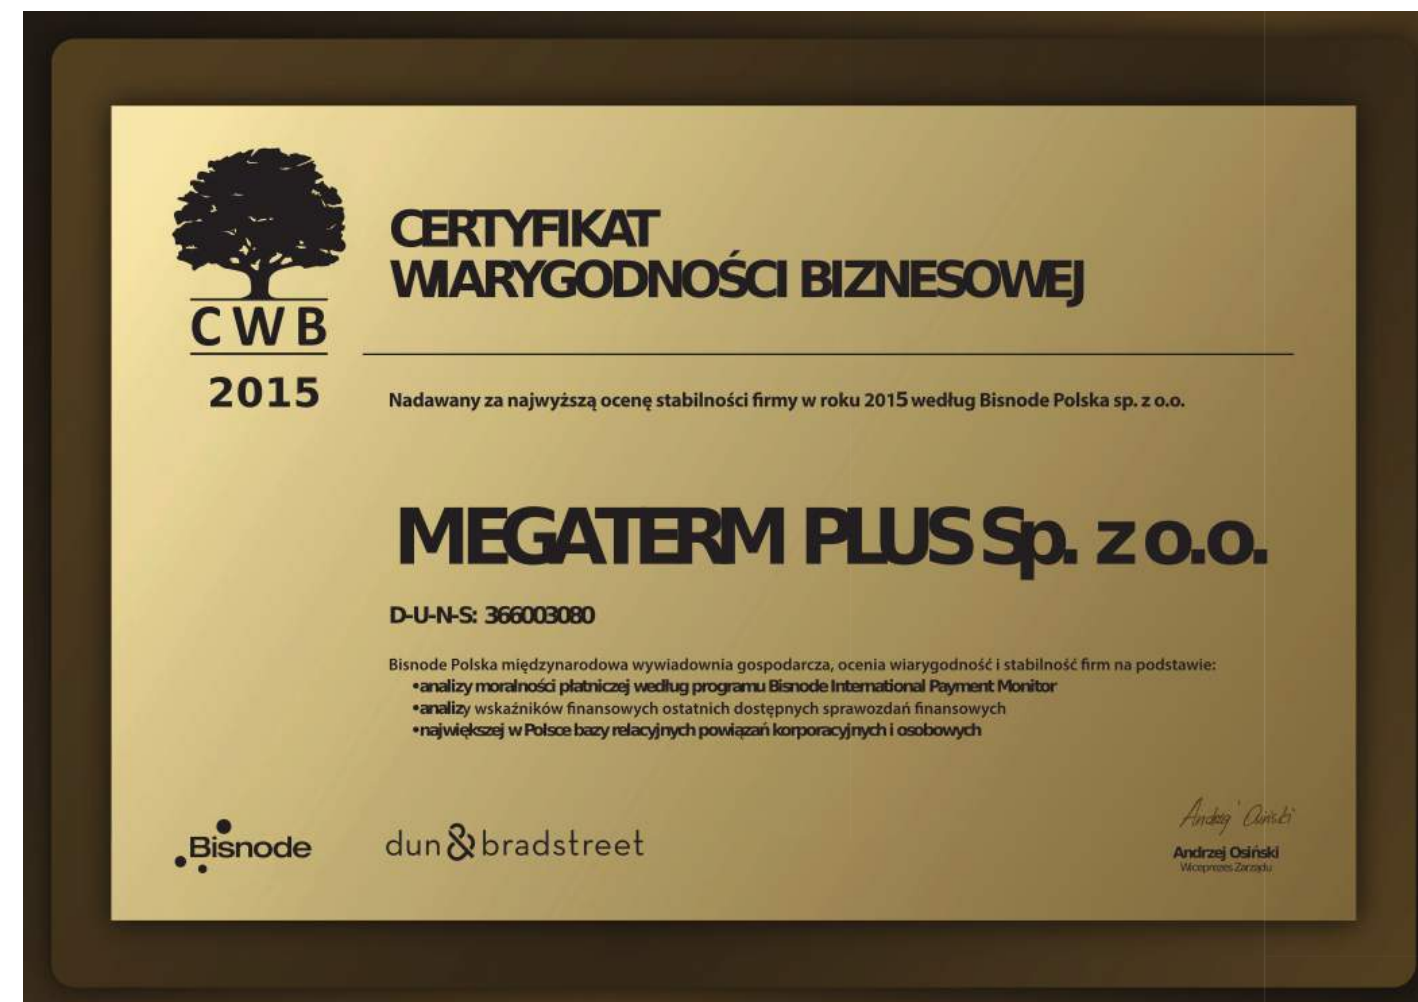 CERTYFIKAT
WIARYGODNOŚCI BIZNESOWEJ
CWB
2015
Nadawany za najwyższą ocenę stabilności firmy w roku 2015 według Bisnode Polska sp. z o.o.
MEGATERM PLUS Sp. z o.o.
D-U-N-S: 366003080
Bisnode Polska międzynarodowa wywiadownia gospodarcza, ocenia wiarygodność i stabilność firm na podstawie:
•analizy moralności płatniczej według programu Bisnode International Payment Monitor
•analizy wskaźników finansowych ostatnich dostępnych sprawozdań finansowych
•największej w Polsce bazy relacyjnych powiązań korporacyjnych i osobowych
Bisnode
dun & bradstreet
Andrzej Osiński
Andrzej Osiński
Wiceprezes Zarządu